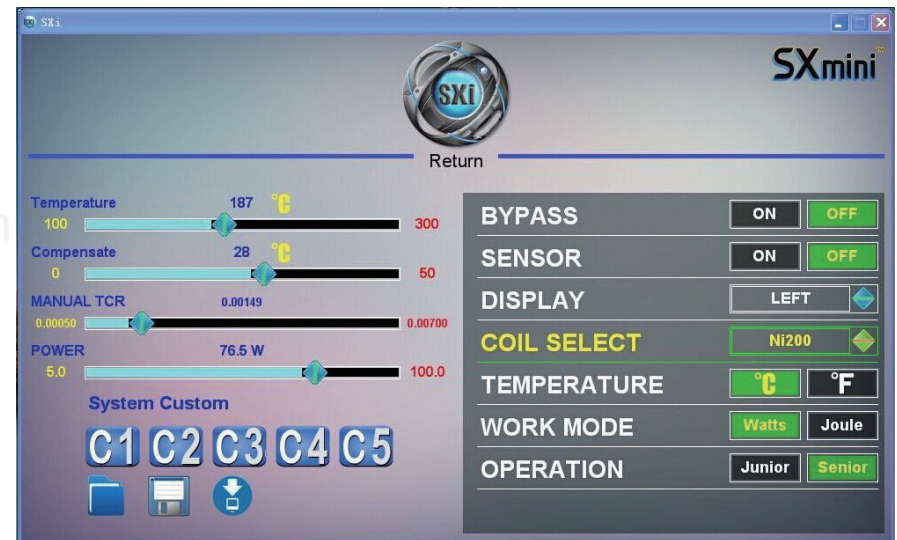 SXi
SXmini
SXi
Return
Temperature 187 °C
100 300
Compensate 28 °C
0 50
MANUAL TCR 0.00149
0.00050 0.00700
POWER 76.5 W
5.0 100.0
System Custom
C1 C2 C3 C4 C5
BYPASS ON OFF
SENSOR ON OFF
DISPLAY LEFT
COIL SELECT Ni200
TEMPERATURE °C °F
WORK MODE Watts Joule
OPERATION Junior Senior